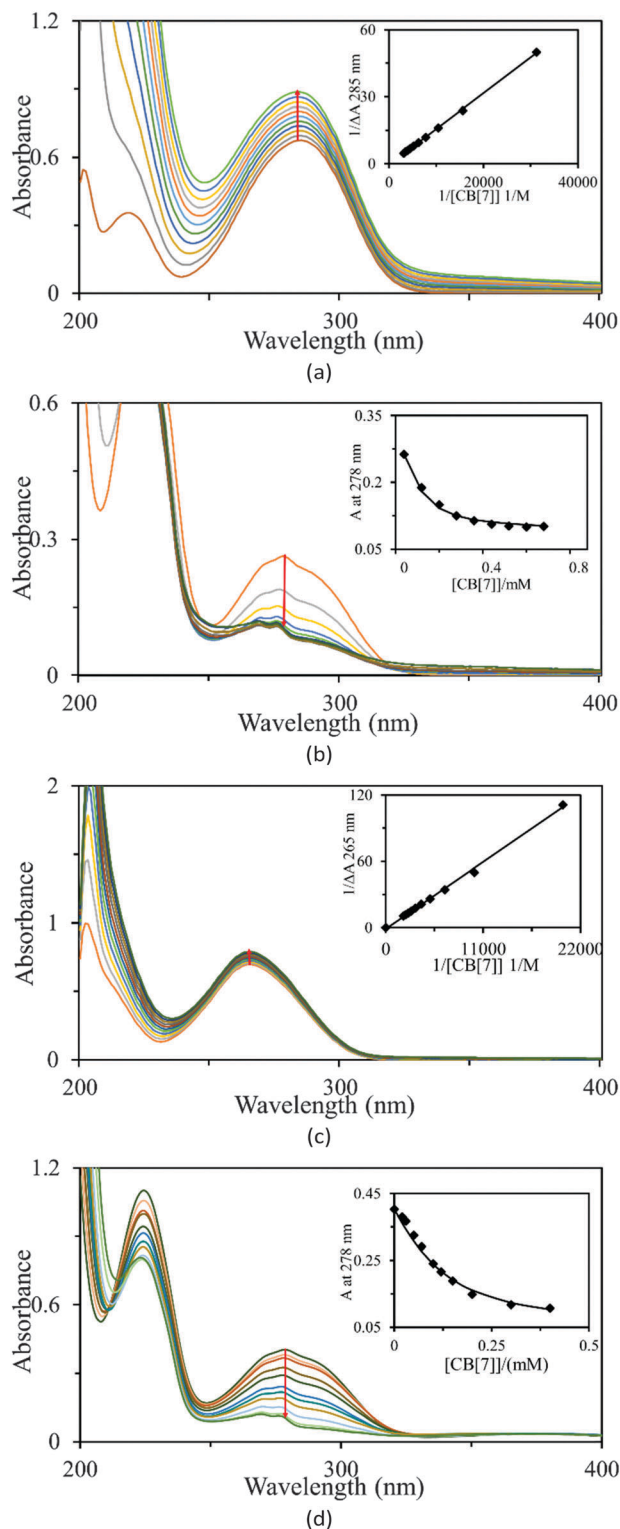 1.2
0.6
0
Absorbance
200
300
400
Wavelength (nm)
60
30
0
1/ΔA 285 nm
0
20000
40000
1/[CB[7]] 1/M
(a)
0.6
0.3
0
Absorbance
200
300
400
Wavelength (nm)
0.35
0.2
0.05
A at 278 nm
0
0.4
0.8
[CB[7]]/mM
(b)
2
1
0
Absorbance
200
300
400
Wavelength (nm)
120
60
0
1/ΔA 265 nm
0
11000
22000
1/[CB[7]] 1/M
(c)
1.2
0.6
0
Absorbance
200
300
400
Wavelength (nm)
0.45
0.25
0.05
A at 278 nm
0
0.25
0.5
[CB[7]]/(mM)
(d)